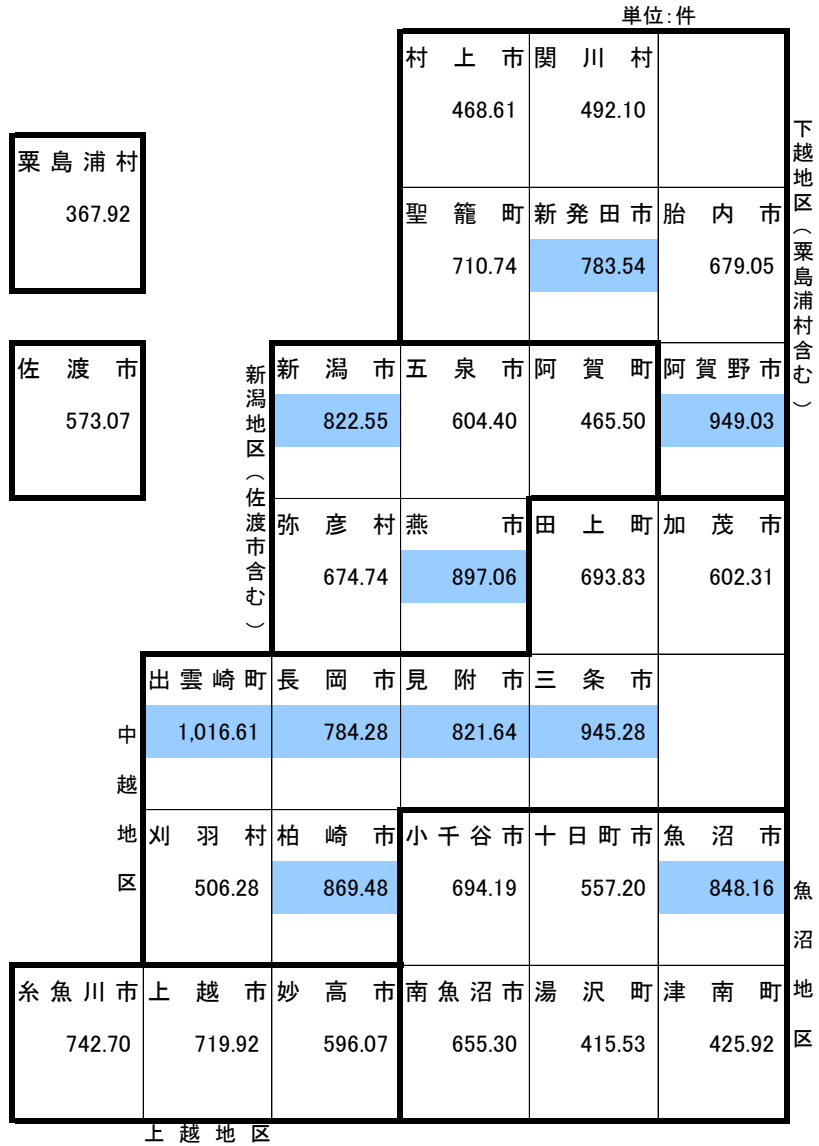 単位：件
村上市 関川村
468.61 492.10
粟島浦村
367.92
下越地区（粟島浦村含む）
聖籠町 新発田市 胎内市
710.74 783.54 679.05
佐渡市
573.07
新潟地区（佐渡市含む）
新潟市 五泉市 阿賀町 阿賀野市
822.55 604.40 465.50 949.03
弥彦村 燕市 田上町 加茂市
674.74 897.06 693.83 602.31
出雲崎町 長岡市 見附市 三条市
1,016.61 784.28 821.64 945.28
中越地区
刈羽村 柏崎市 小千谷市 十日町市 魚沼市
506.28 869.48 694.19 557.20 848.16
魚沼地区
糸魚川市 上越市 妙高市 南魚沼市 湯沢町 津南町
742.70 719.92 596.07 655.30 415.53 425.92
上越地区